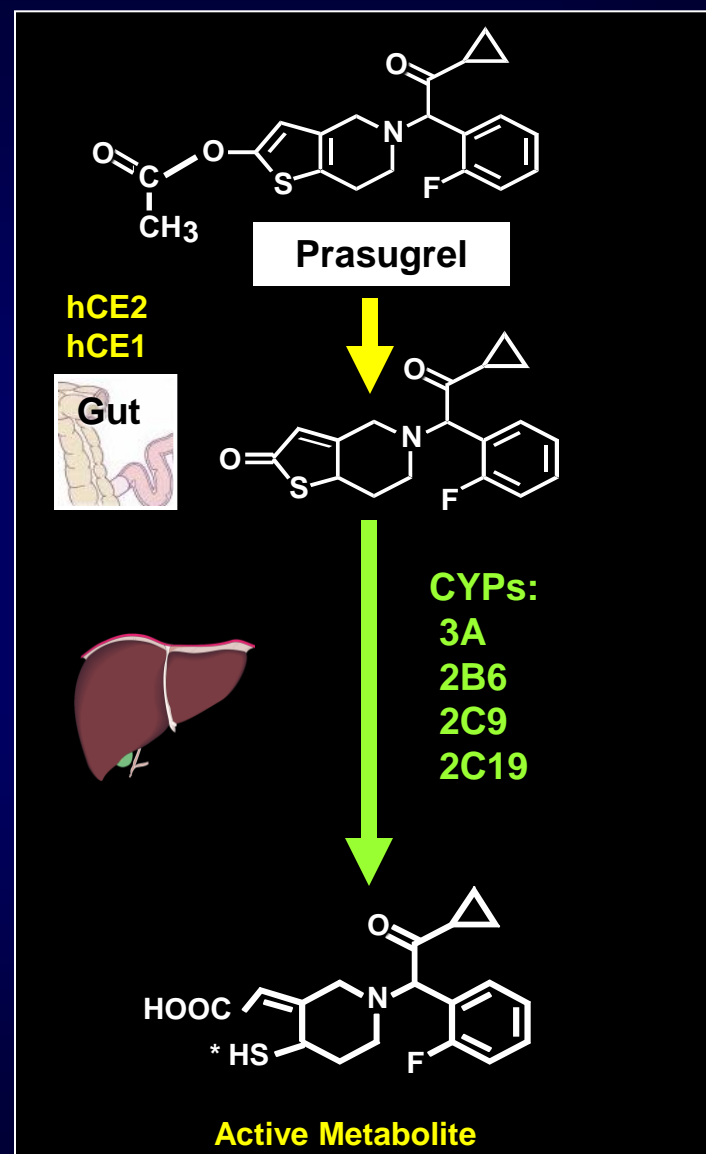 O
N
O
O
C
S
F
CH3
Prasugrel
hCE2
hCE1
Gut
O
N
O
S
F
CYPs:
3A
2B6
2C9
2C19
O
HOOC
N
* HS
F
Active Metabolite